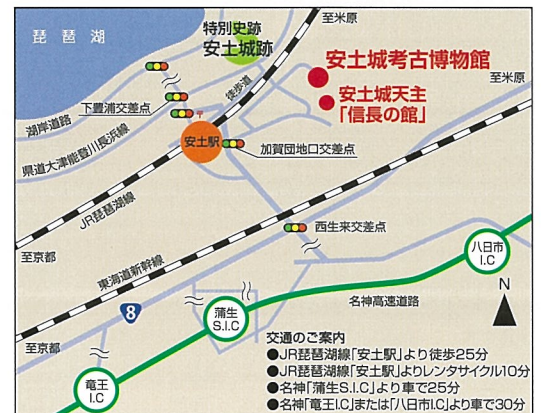 琵琶湖
特別史跡
安土城跡
至米原
安土城考古博物館
安土城天主
「信長の館」
至米原
下豊浦交差点
湖岸道路
県道大津能登川長浜線
徒歩道
〒
安土駅
加賀団地口交差点
JR琵琶湖線
至京都
東海道新幹線
西生来交差点
八日市
I.C
N
名神高速道路
8
蒲生
S.I.C
至京都
竜王
I.C
交通のご案内
●JR琵琶湖線「安土駅」より徒歩25分
●JR琵琶湖線「安土駅」よりレンタサイクル10分
●名神「蒲生S.I.C」より車で25分
●名神「竜王I.C」または「八日市I.C」より車で30分